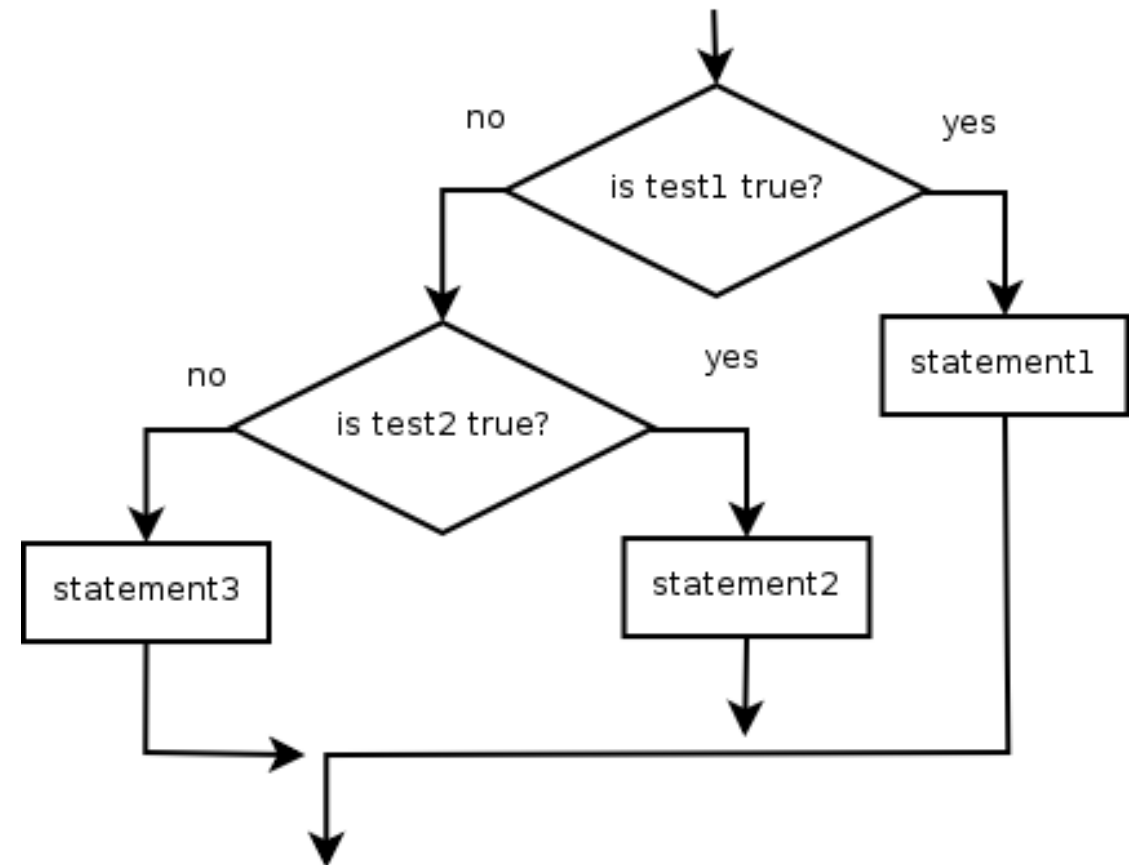 no
yes
is test1 true?
statement1
no
yes
is test2 true?
statement3
statement2